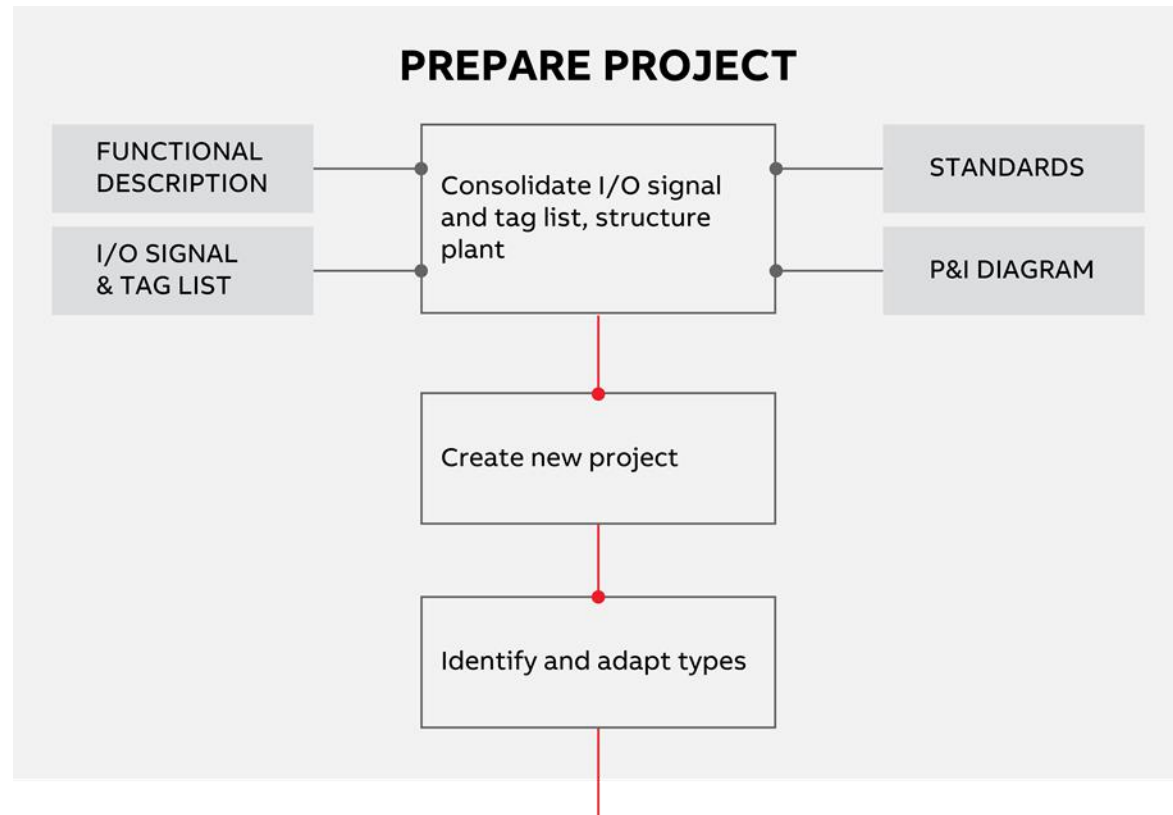 PREPARE PROJECT
FUNCTIONAL
DESCRIPTION
I/O SIGNAL
& TAG LIST
Consolidate I/O signal
and tag list, structure
plant
STANDARDS
P&I DIAGRAM
Create new project
Identify and adapt types